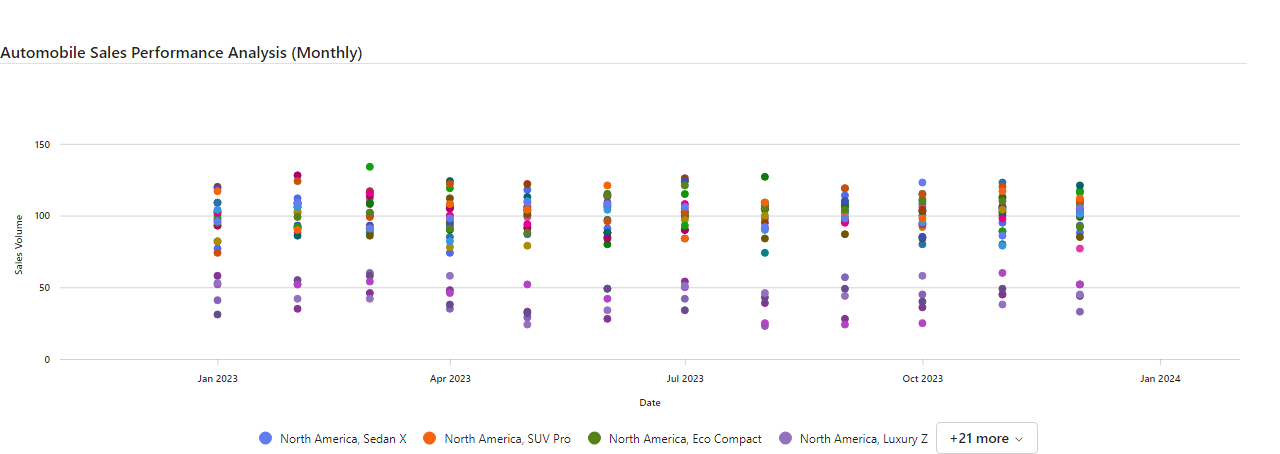 Automobile Sales Performance Analysis (Monthly)
150
100
50
0
Sales Volume
Jan 2023
Apr 2023
Jul 2023
Oct 2023
Jan 2024
Date
North America, Sedan X
North America, SUV Pro
North America, Eco Compact
North America, Luxury Z
+21 more